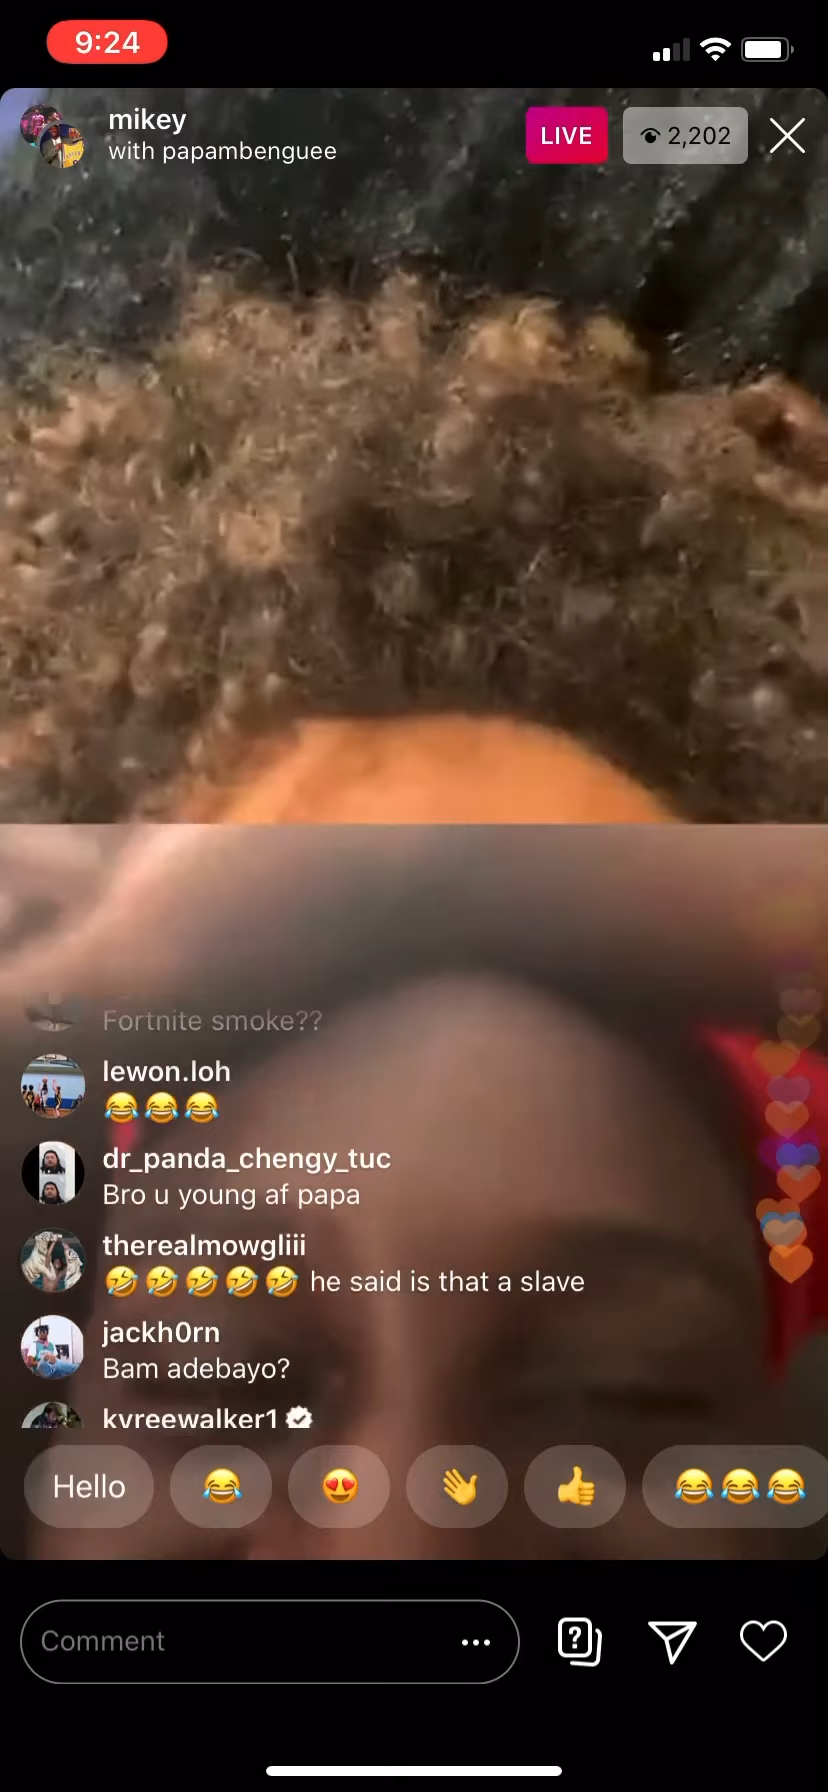 9:24
mikey
with papambenguee
LIVE
2,202
Fortnite smoke??
lewon.loh
😂😂😂
dr_panda_chengy_tuc
Bro u young af papa
therealmowgliii
🤣🤣🤣🤣🤣 he said is that a slave
jackh0rn
Bam adebayo?
kvreewalker1
Hello 😂 😍 👋 👍 😂😂😂
Comment